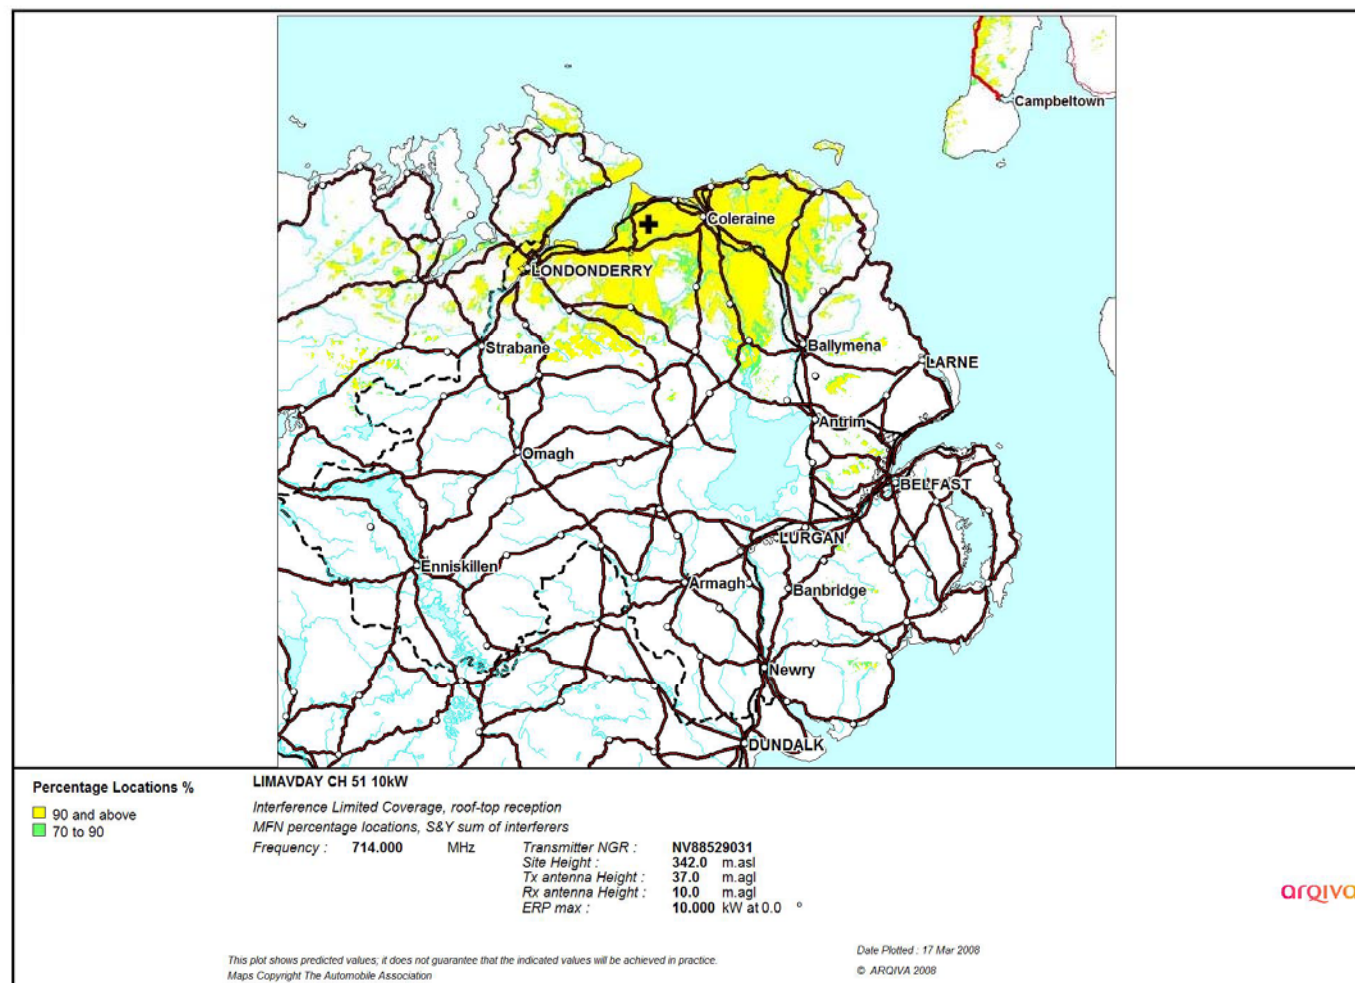 Campbeltown
Coleraine
LONDONDERRY
Strabane
Ballymena
LARNE
Antrim
Omagh
BELFAST
LURGAN
Enniskillen
Armagh
Banbridge
Newry
DUNDALK
Percentage Locations %
90 and above
70 to 90
LIMAVDAY CH 51 10kW
Interference Limited Coverage, roof-top reception
MFN percentage locations, S&Y sum of interferers
Frequency : 714.000 MHz
Transmitter NGR : NV88529031
Site Height : 342.0 m.asl
Tx antenna Height : 37.0 m.agl
Rx antenna Height : 10.0 m.agl
ERP max : 10.000 kW at 0.0 °
arqiva
This plot shows predicted values; it does not guarantee that the indicated values will be achieved in practice.
Maps Copyright The Automobile Association
Date Plotted : 17 Mar 2008
© ARQIVA 2008